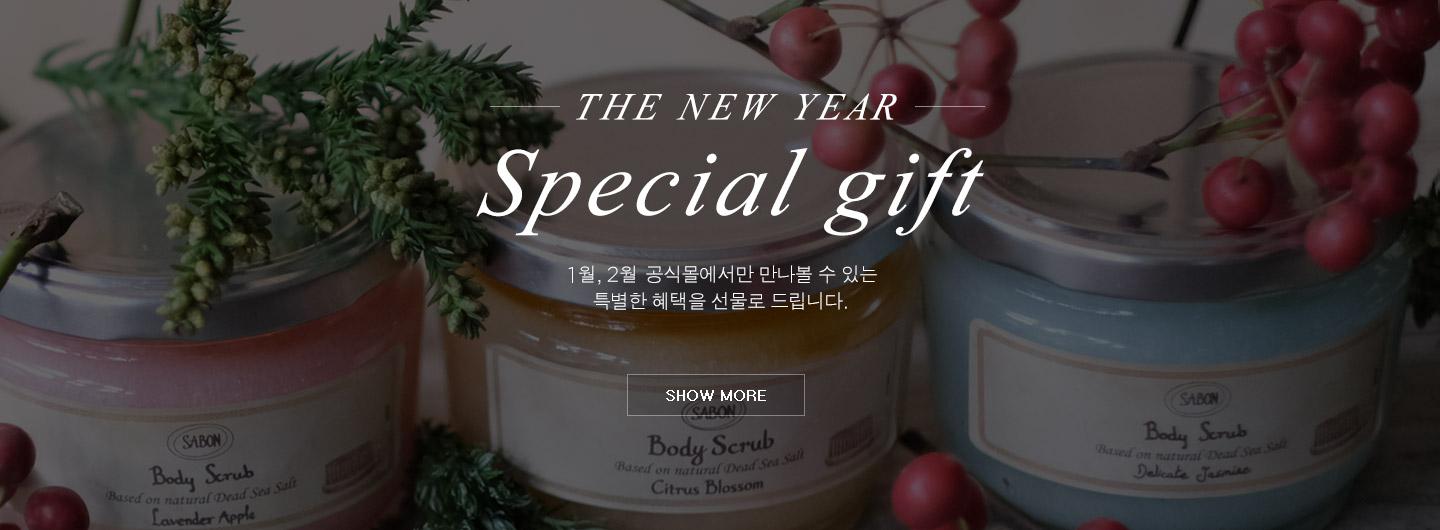 THE NEW YEAR
Special gift
1월, 2월 공식몰에서만 만나볼 수 있는
특별한 혜택을 선물로 드립니다.
SHOW MORE
SABON
Body Scrub
Based on natural Dead Sea Salt
Lavender Apple
SABON
Body Scrub
Based on natural Dead Sea Salt
Citrus Blossom
SABON
Body Scrub
Based on natural Dead Sea Salt
Delicate Jasmine